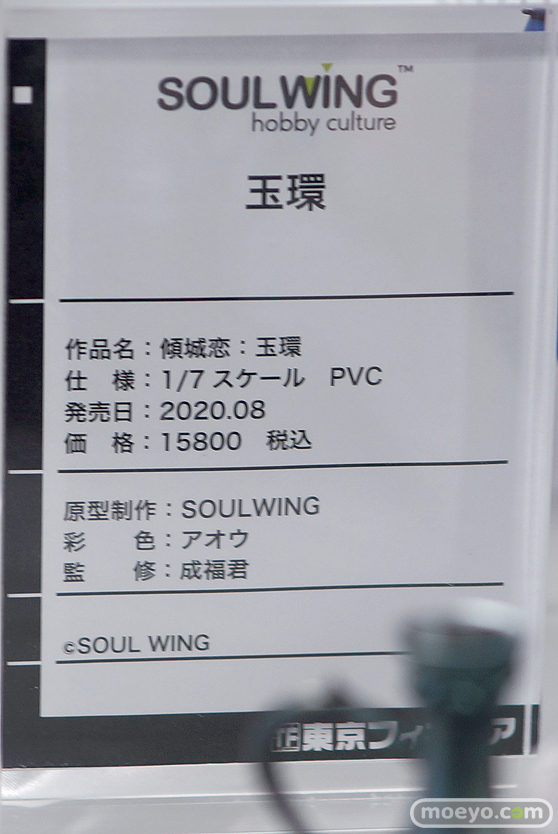 SOULWING™
hobby culture
玉環
作品名：傾城恋：玉環
仕　様：1/7 スケール　PVC
発売日：2020.08
価　格：15800　税込
原型制作：SOULWING
彩　　色：アオウ
監　　修：成福君
©SOUL WING
東京フィ
ア
moeyo.com